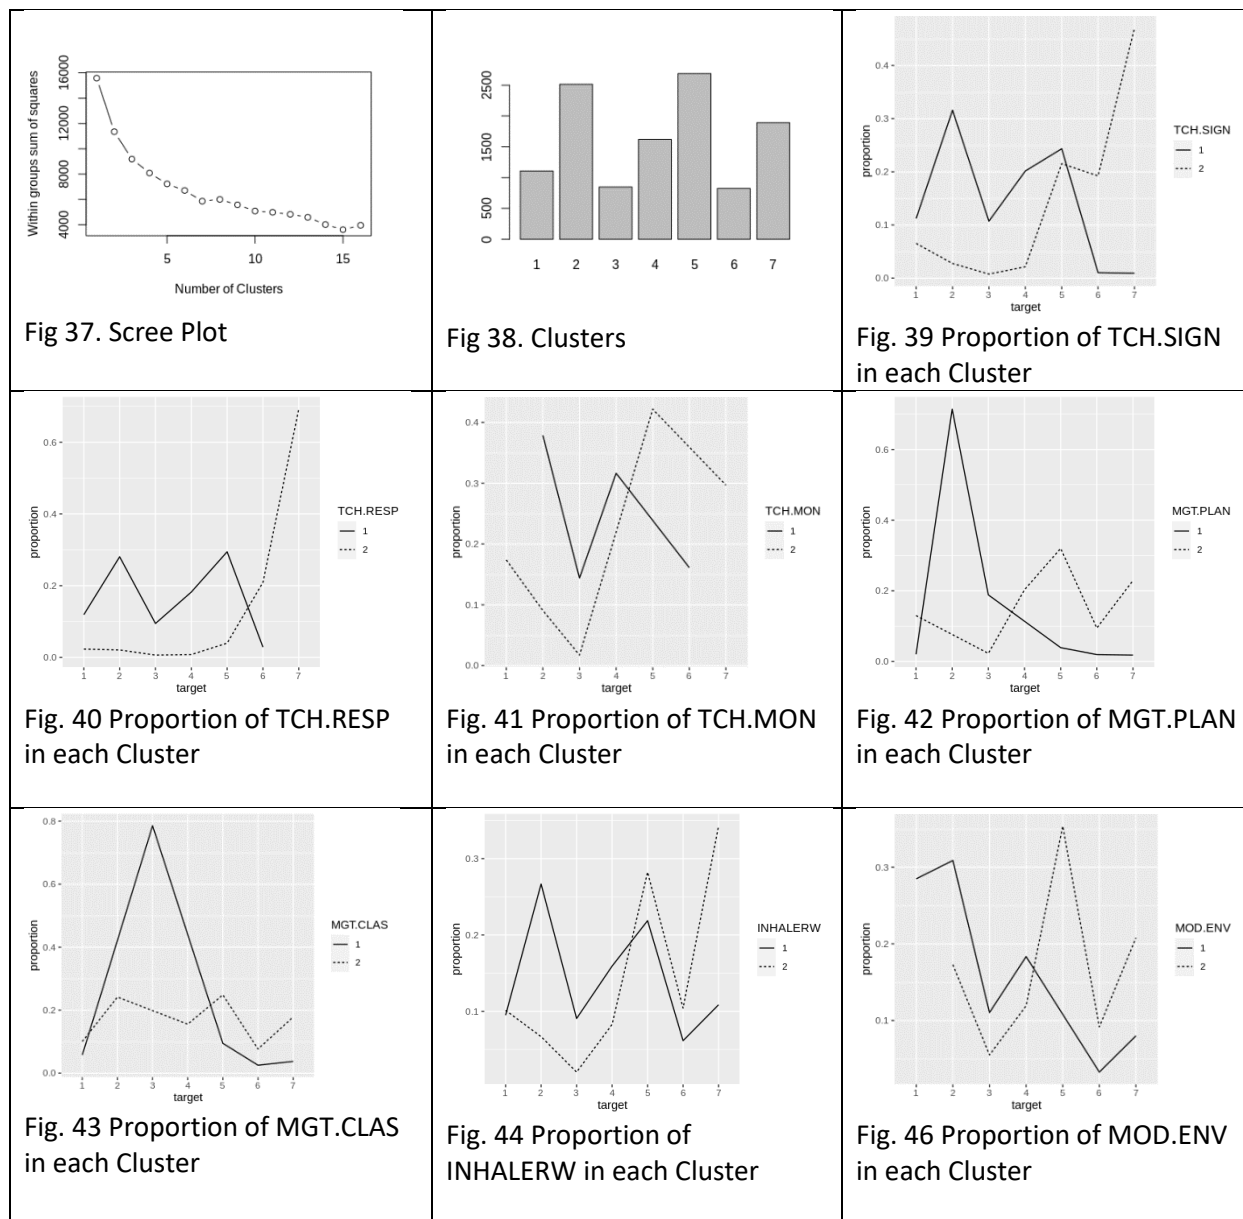 16000
12000
8000
4000
Within groups sum of squares
5
10
15
Number of Clusters
Fig 37. Scree Plot
2500
1500
500
0
1 2 3 4 5 6 7
Fig 38. Clusters
0.4
0.3
0.2
0.1
0.0
proportion
1 2 3 4 5 6 7
target
TCH.SIGN
1
2
Fig. 39 Proportion of TCH.SIGN
in each Cluster
0.6
0.4
0.2
0.0
proportion
1 2 3 4 5 6 7
target
TCH.RESP
1
2
Fig. 40 Proportion of TCH.RESP
in each Cluster
0.4
0.3
0.2
0.1
0.0
proportion
1 2 3 4 5 6 7
target
TCH.MON
1
2
Fig. 41 Proportion of TCH.MON
in each Cluster
0.6
0.4
0.2
0.0
proportion
1 2 3 4 5 6 7
target
MGT.PLAN
1
2
Fig. 42 Proportion of MGT.PLAN
in each Cluster
0.8
0.6
0.4
0.2
0.0
proportion
1 2 3 4 5 6 7
target
MGT.CLAS
1
2
Fig. 43 Proportion of MGT.CLAS
in each Cluster
0.3
0.2
0.1
proportion
1 2 3 4 5 6 7
target
INHALERW
1
2
Fig. 44 Proportion of
INHALERW in each Cluster
0.3
0.2
0.1
proportion
1 2 3 4 5 6 7
target
MOD.ENV
1
2
Fig. 46 Proportion of MOD.ENV
in each Cluster